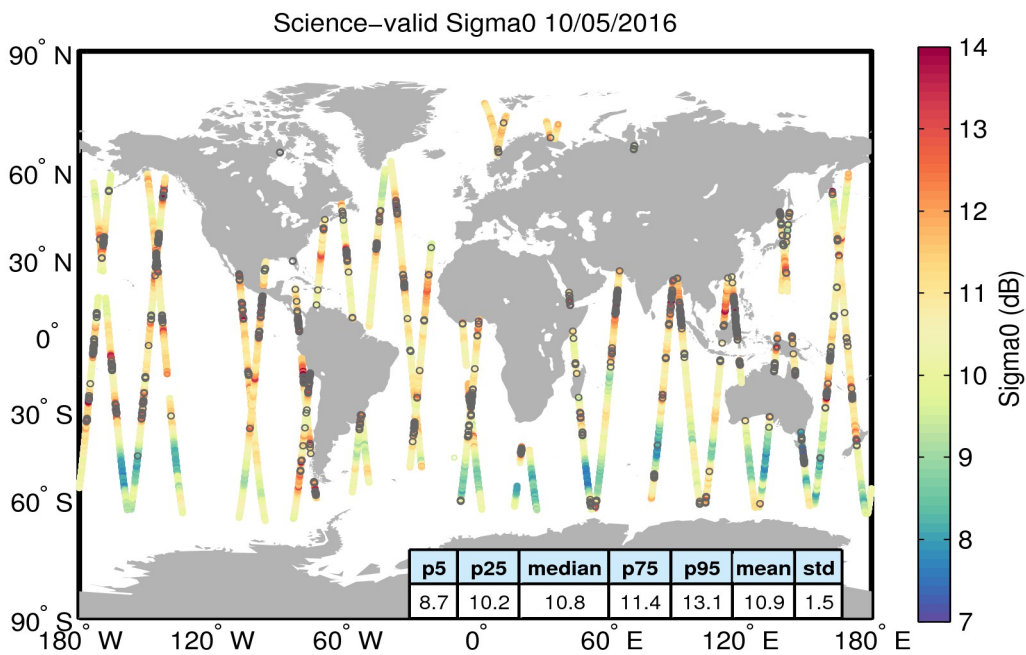 Science−valid Sigma0 10/05/2016
90° N
60° N
30° N
0°
30° S
60° S
90° S
180° W
120° W
60° W
0°
60° E
120° E
180° E
p5 p25 median p75 p95 mean std
8.7 10.2 10.8 11.4 13.1 10.9 1.5
14
13
12
11
10
9
8
7
Sigma0 (dB)